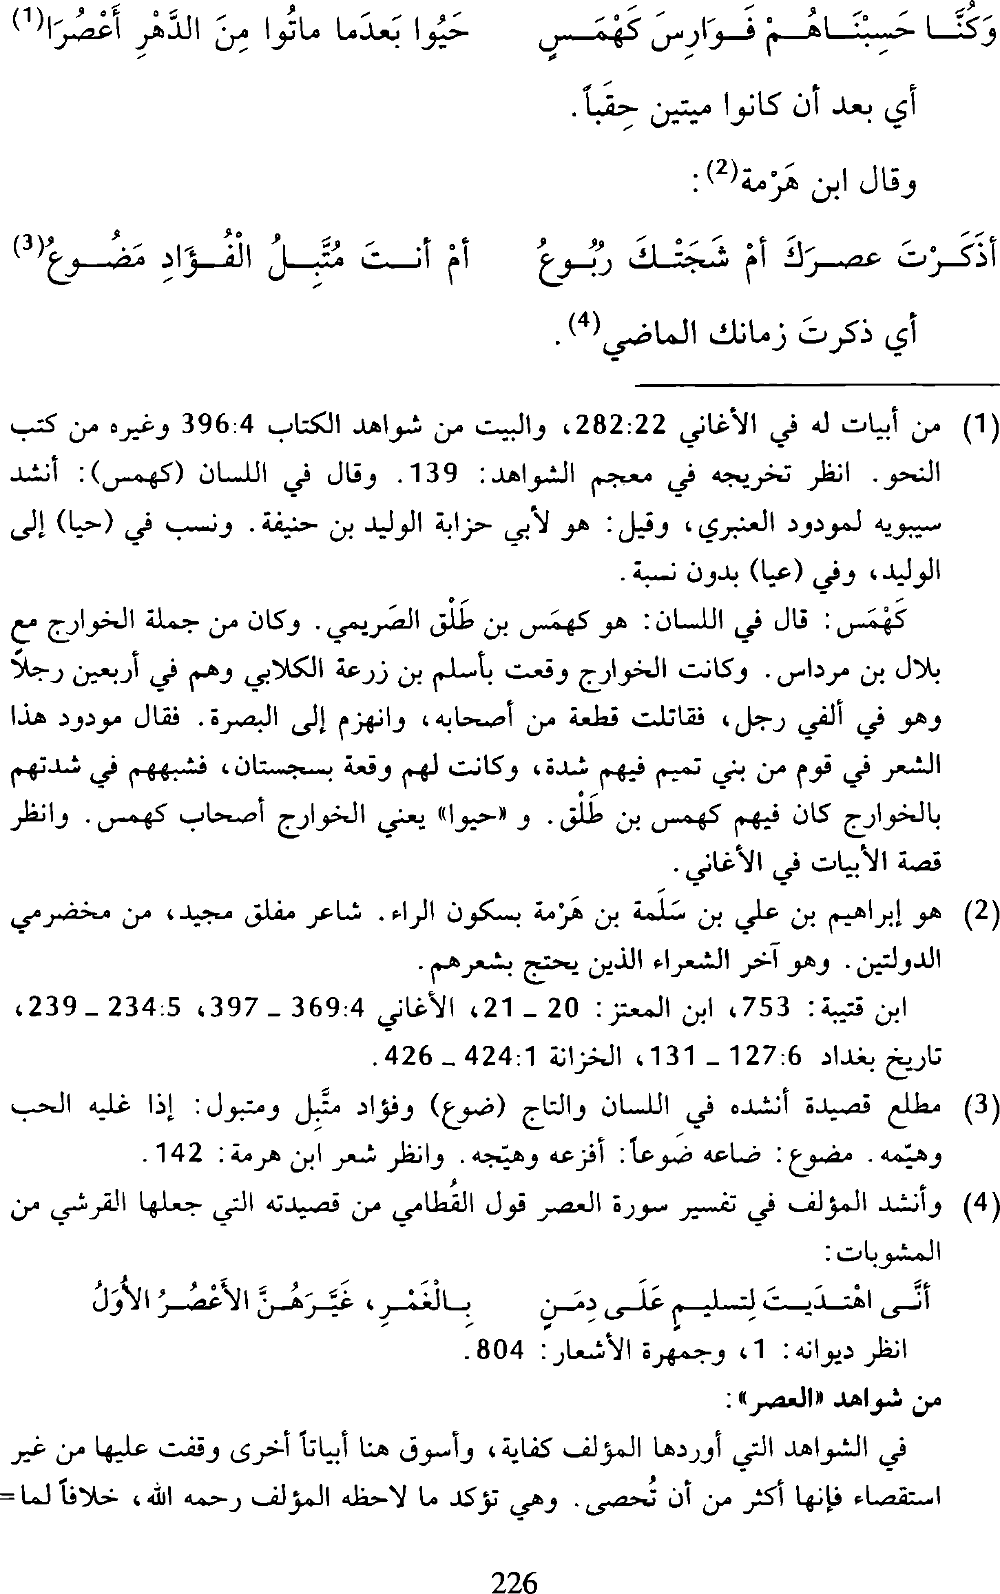 وَكُنَّا حَسِبْنَاهُمْ فَوَارِسَ كَهْمَسٍ حَيُوا بَعدَما ماتُوا مِنَ الدَّهْرِ أَعْصُرَا(1)
أي بعد أن كانوا ميتين حِقَباً.
وقال ابن هَرْمة(2):
أذَكَرْتَ عصرَكَ أمْ شَجَتْكَ رُبُوعُ أمْ أنتَ مُتَّبِلُ الْفُؤَادِ مَضُوعُ(3)
أي ذكرتَ زمانك الماضي(4).
(1) من أبيات له في الأغاني 282:22، والبيت من شواهد الكتاب 396:4 وغيره من كتب
النحو. انظر تخريجه في معجم الشواهد: 139. وقال في اللسان (كهمس): أنشد
سيبويه لمودود العنبري، وقيل: هو لأبي حزابة الوليد بن حنيفة. ونسب في (حيا) إلى
الوليد، وفي (عيا) بدون نسبة.
كَهْمَس: قال في اللسان: هو كهمس بن طَلْق الصَريمي. وكان من جملة الخوارج مع
بلال بن مرداس. وكانت الخوارج وقعت بأسلم بن زرعة الكلابي وهم في أربعين رجلاً
وهو في ألفي رجل، فقاتلت قطعة من أصحابه، وانهزم إلى البصرة. فقال مودود هذا
الشعر في قوم من بني تميم فيهم شدة، وكانت لهم وقعة بسجستان، فشبههم في شدتهم
بالخوارج كان فيهم كهمس بن طَلْق. و «حيوا» يعني الخوارج أصحاب كهمس. وانظر
قصة الأبيات في الأغاني.
(2) هو إبراهيم بن علي بن سَلَمة بن هَرْمة بسكون الراء. شاعر مفلق مجيد، من مخضرمي
الدولتين. وهو آخر الشعراء الذين يحتج بشعرهم.
ابن قتيبة: 753، ابن المعتز: 20 – 21، الأغاني 369:4 – 397، 234:5 – 239،
تاريخ بغداد 127:6 – 131، الخزانة 424:1 – 426.
(3) مطلع قصيدة أنشده في اللسان والتاج (ضوع) وفؤاد متَّبِل ومتبول: إذا غلبه الحب
وهيّمه. مضوع: ضاعه ضَوعاً: أفزعه وهيّجه. وانظر شعر ابن هرمة: 142.
(4) وأنشد المؤلف في تفسير سورة العصر قول القُطامي من قصيدته التي جعلها القرشي من
المشوبات:
أنَّى اهْتَدَيتَ لِتسليمٍ عَلَى دِمَنٍ بِالْغَمْرِ، غَيَّرَهُنَّ الأعْصُرُ الأُوَلُ
انظر ديوانه: 1، وجمهرة الأشعار: 804.
من شواهد «العصر»:
في الشواهد التي أوردها المؤلف كفاية، وأسوق هنا أبياتاً أخرى وقفت عليها من غير
استقصاء فإنها أكثر من أن تُحصى. وهي تؤكد ما لاحظه المؤلف رحمه الله، خلافاً لما=
226